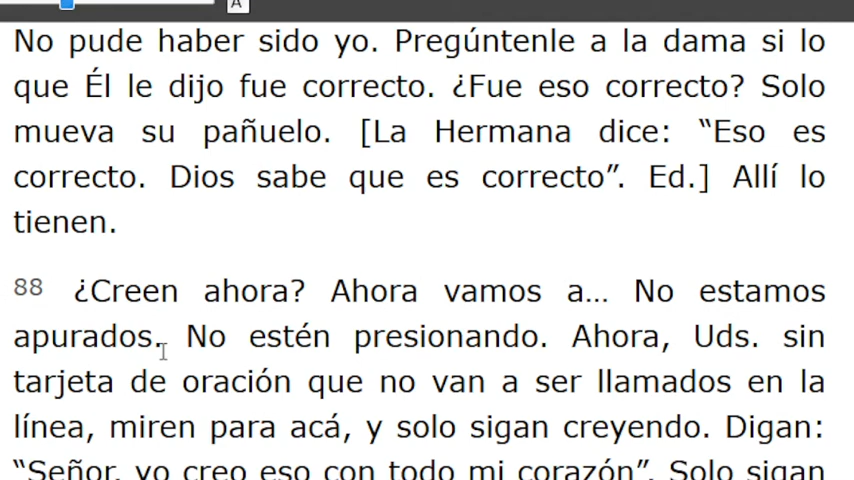 A
No pude haber sido yo. Pregúntenle a la dama si lo
que Él le dijo fue correcto. ¿Fue eso correcto? Solo
mueva su pañuelo. [La Hermana dice: “Eso es
correcto. Dios sabe que es correcto”. Ed.] Allí lo
tienen.
88 ¿Creen ahora? Ahora vamos a… No estamos
apurados. No estén presionando. Ahora, Uds. sin
tarjeta de oración que no van a ser llamados en la
línea, miren para acá, y solo sigan creyendo. Digan:
“Señor, yo creo eso con todo mi corazón”. Solo sigan